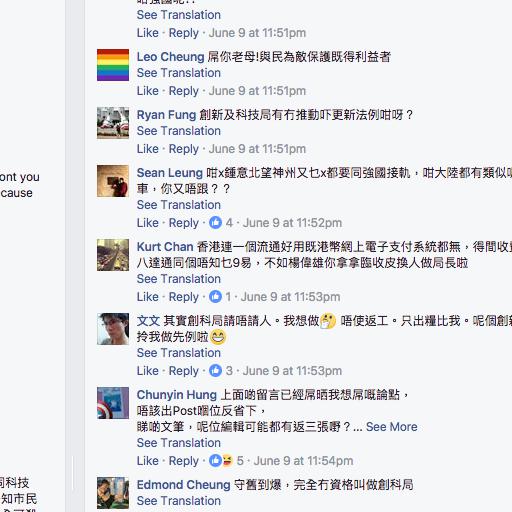 See Translation
Like · Reply · June 9 at 11:51pm
Leo Cheung 屌你老母!與民為敵保護既得利益者
See Translation
Like · Reply · June 9 at 11:51pm
Ryan Fung 創新及科技局有冇推動吓更新法例咁呀？
See Translation
Like · Reply · June 9 at 11:51pm
ont you
cause
Sean Leung 咁x鍾意北望神州又乜x都要同強國接軌，咁大陸都有類似
車，你又唔跟？？
See Translation
Like · Reply · 4 · June 9 at 11:52pm
Kurt Chan 香港連一個流通好用既港幣網上電子支付系統都無，得間收
八達通同個唔知乜9易，不如楊偉雄你拿拿臨收皮換人做局長啦
See Translation
Like · Reply · 1 · June 9 at 11:53pm
文文 其實創科局請唔請人。我想做🤔 唔使返工。只出糧比我。呢個創
拎我做先例啦😁
See Translation
Like · Reply · 3 · June 9 at 11:53pm
Chunyin Hung 上面啲留言已經屌晒我想屌嘅論點，
唔該出Post嗰位反省下，
睇啲文筆，呢位編輯可能都有返三張嘢？... See More
See Translation
Like · Reply · 5 · June 9 at 11:54pm
Edmond Cheung 守舊到爆，完全冇資格叫做創科局
See Translation
科技
知市民